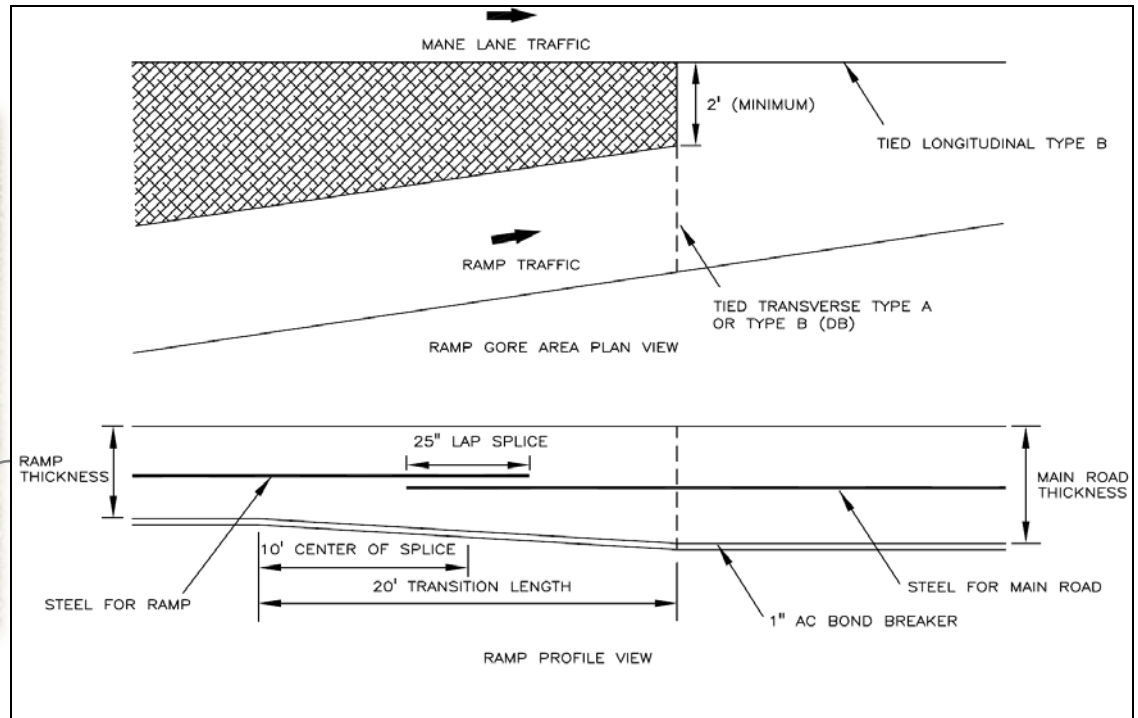 MANE LANE TRAFFIC
2' (MINIMUM)
TIED LONGITUDINAL TYPE B
RAMP TRAFFIC
TIED TRANSVERSE TYPE A
OR TYPE B (DB)
RAMP GORE AREA PLAN VIEW
25" LAP SPLICE
RAMP
THICKNESS
MAIN ROAD
THICKNESS
10' CENTER OF SPLICE
20' TRANSITION LENGTH
STEEL FOR RAMP
STEEL FOR MAIN ROAD
1" AC BOND BREAKER
RAMP PROFILE VIEW